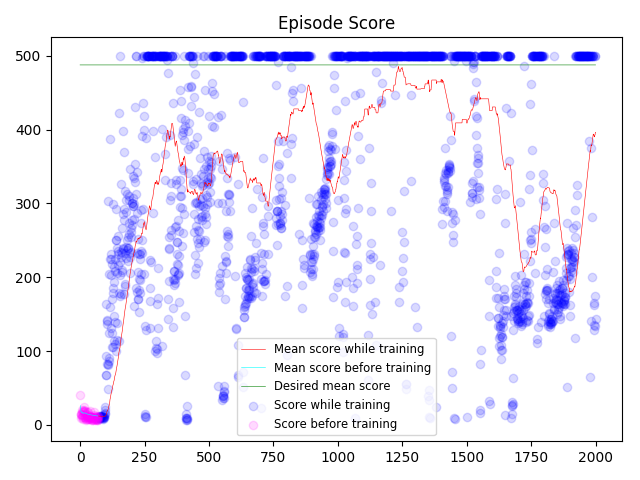 Episode Score
500
400
300
200
100
0
Mean score while training
Mean score before training
Desired mean score
Score while training
Score before training
0 250 500 750 1000 1250 1500 1750 2000